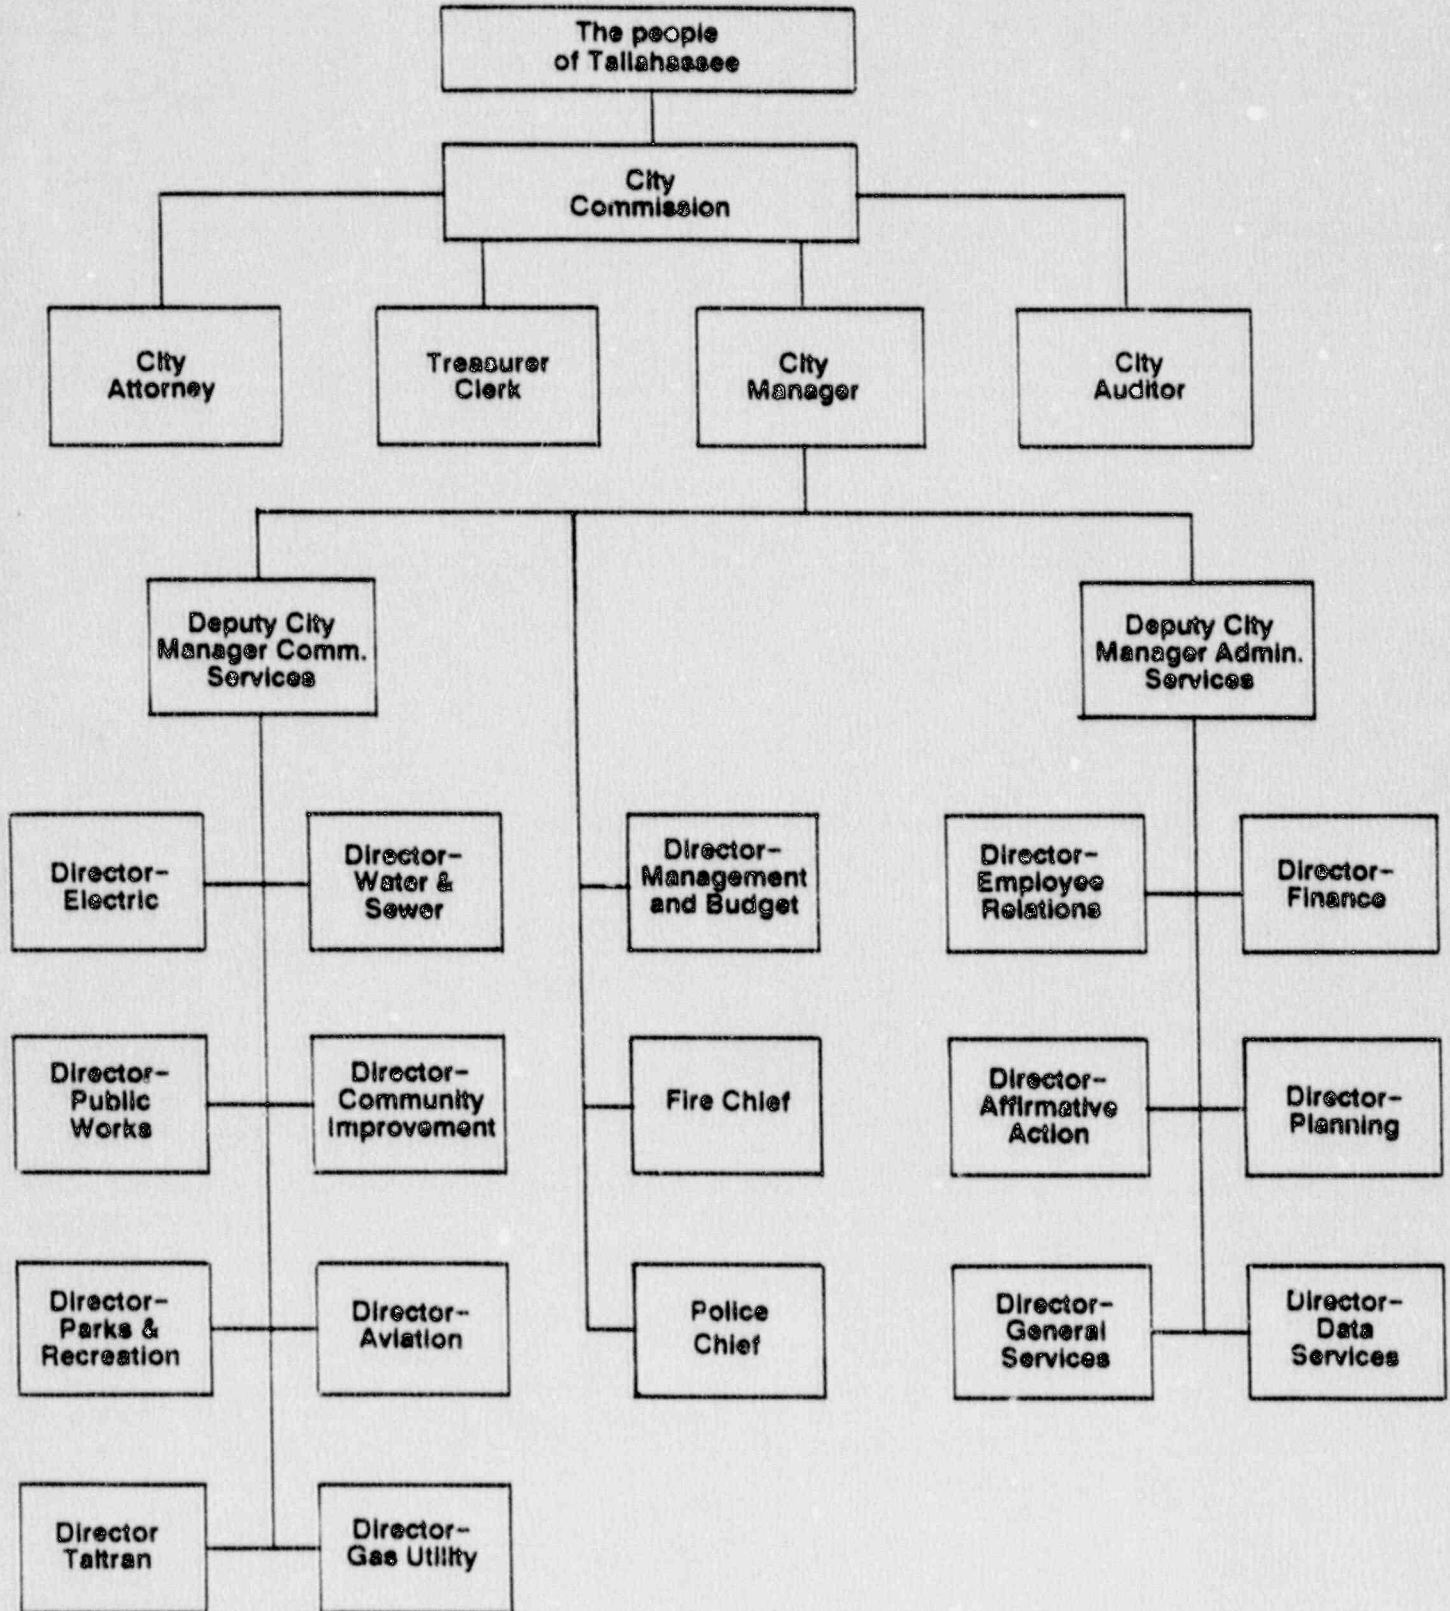 The people
of Tallahassee
City
Commission
City
Attorney
Treasurer
Clerk
City
Manager
City
Auditor
Deputy City
Manager Comm.
Services
Deputy City
Manager Admin.
Services
Director-
Electric
Director-
Water &
Sewer
Director-
Management
and Budget
Director-
Employee
Relations
Director-
Finance
Director-
Public
Works
Director-
Community
Improvement
Fire Chief
Director-
Affirmative
Action
Director-
Planning
Director-
Parks &
Recreation
Director-
Aviation
Police
Chief
Director-
General
Services
Director-
Data
Services
Director
Taltran
Director-
Gas Utility